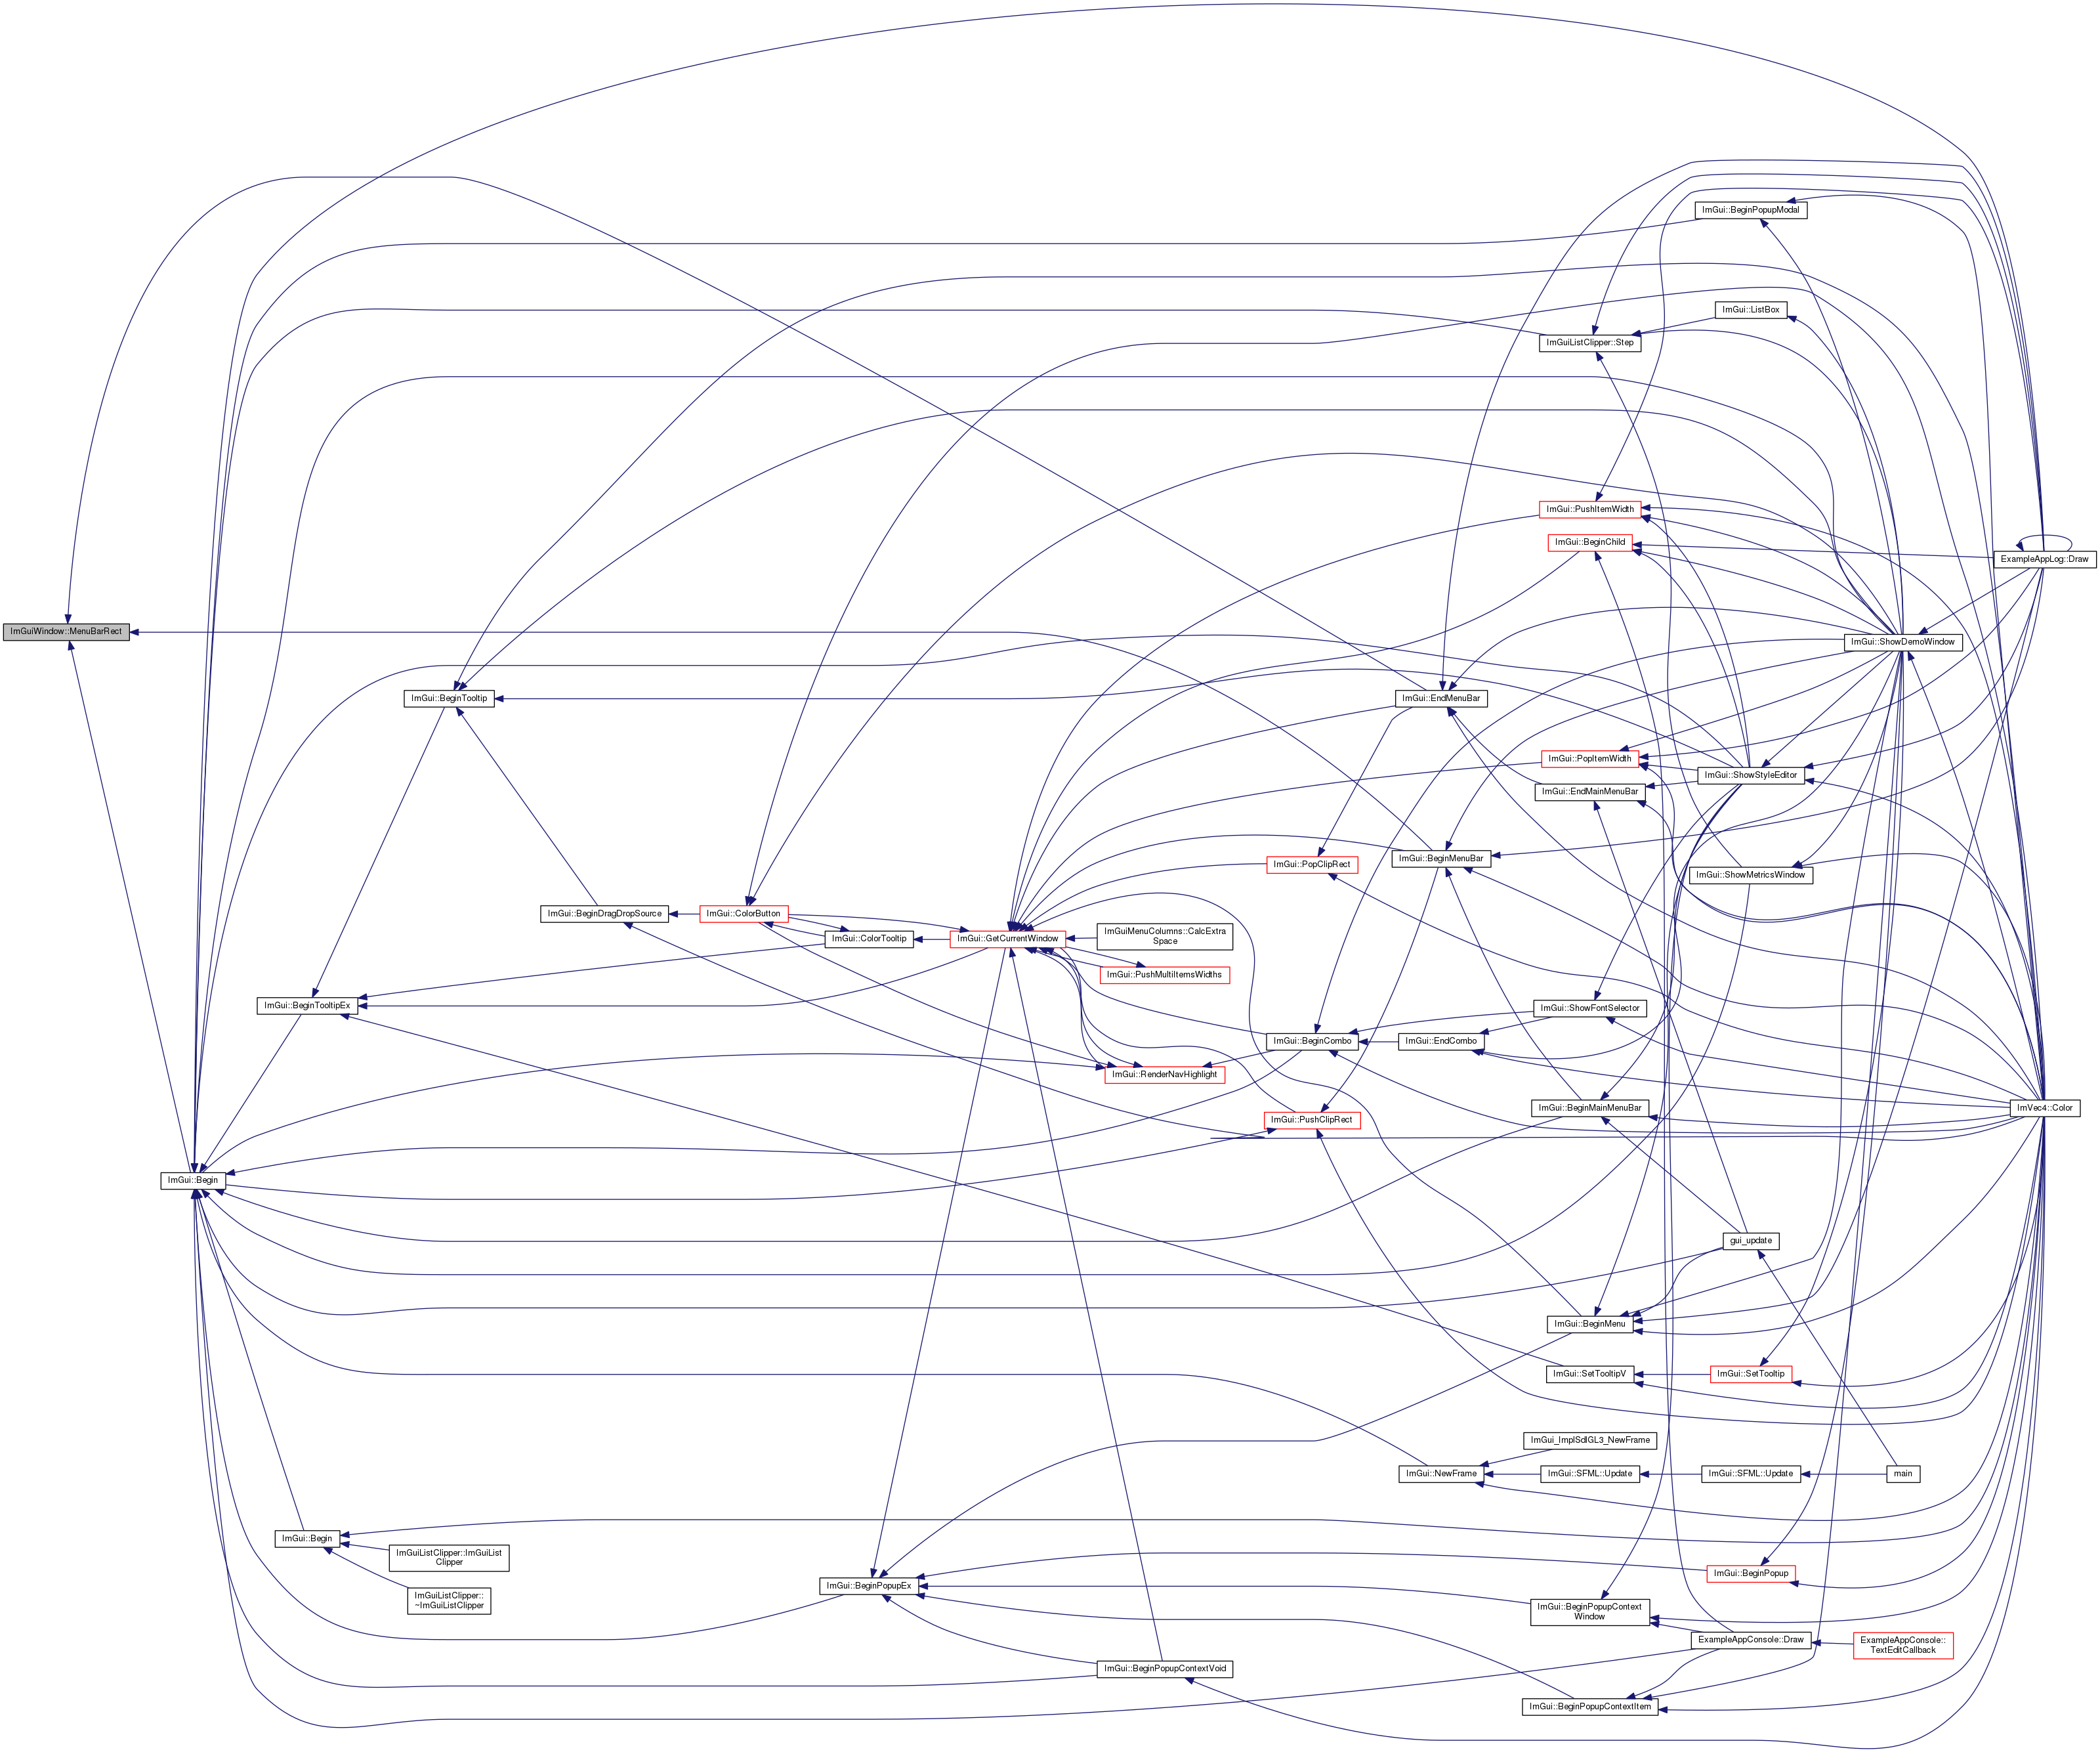 ImGui::BeginPopupModal
ImGui::ListBox
ImGuiListClipper::Step
ImGui::PushItemWidth
ImGui::BeginChild
ExampleAppLog::Draw
ImGuiWindow::MenuBarRect
ImGui::ShowDemoWindow
ImGui::BeginTooltip
ImGui::EndMenuBar
ImGui::PopItemWidth
ImGui::ShowStyleEditor
ImGui::EndMainMenuBar
ImGui::BeginMenuBar
ImGui::PopClipRect
ImGui::ShowMetricsWindow
ImGui::BeginDragDropSource
ImGui::ColorButton
ImGui::ColorTooltip
ImGui::GetCurrentWindow
ImGuiMenuColumns::CalcExtra
Space
ImGui::PushMultiItemsWidths
ImGui::BeginTooltipEx
ImGui::ShowFontSelector
ImGui::BeginCombo
ImGui::EndCombo
ImGui::RenderNavHighlight
ImGui::BeginMainMenuBar
ImVec4::Color
ImGui::PushClipRect
ImGui::Begin
gui_update
ImGui::BeginMenu
ImGui::SetTooltipV
ImGui::SetTooltip
ImGui_ImplSdlGL3_NewFrame
ImGui::NewFrame
ImGui::SFML::Update
ImGui::SFML::Update
main
ImGui::Begin
ImGuiListClipper::ImGuiList
Clipper
ImGuiListClipper::
~ImGuiListClipper
ImGui::BeginPopupEx
ImGui::BeginPopup
ImGui::BeginPopupContext
Window
ExampleAppConsole::Draw
ExampleAppConsole::
TextEditCallback
ImGui::BeginPopupContextVoid
ImGui::BeginPopupContextItem